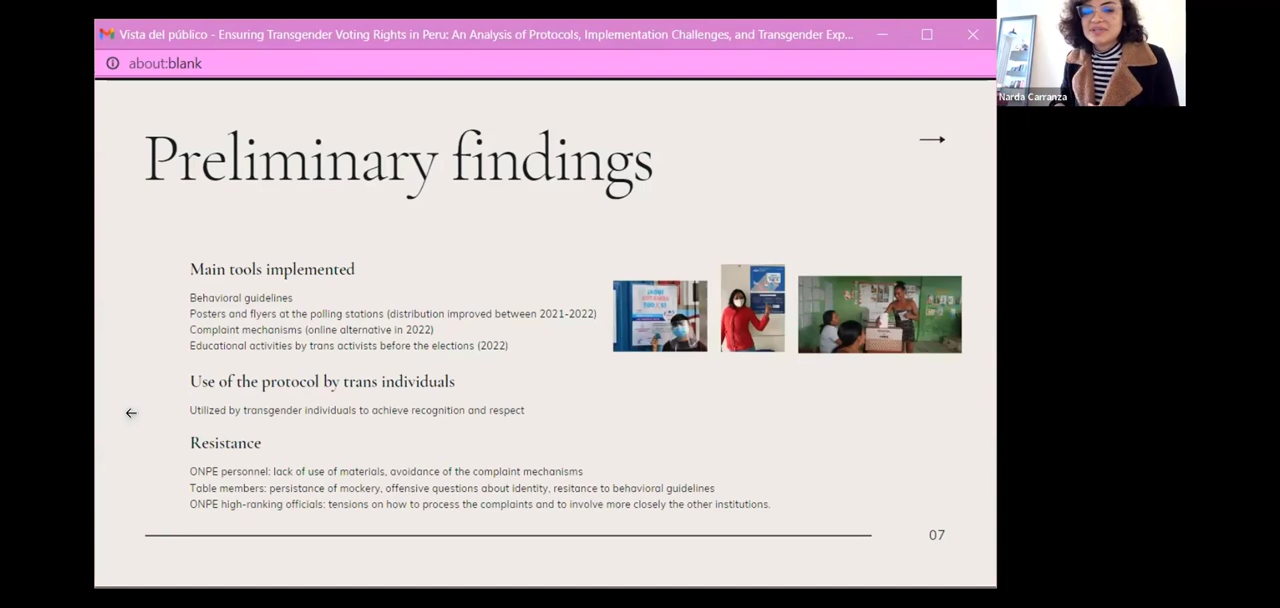 Vista del público - Ensuring Transgender Voting Rights in Peru: An Analysis of Protocols, Implementation Challenges, and Transgender Exp...
about:blank
Narda Carranza
Preliminary findings
Main tools implemented
Behavioral guidelines
Posters and flyers at the polling stations (distribution improved between 2021-2022)
Complaint mechanisms (online alternative in 2022)
Educational activities by trans activists before the elections (2022)
Use of the protocol by trans individuals
Utilized by transgender individuals to achieve recognition and respect
Resistance
ONPE personnel: lack of use of materials, avoidance of the complaint mechanisms
Table members: persistance of mockery, offensive questions about identity, resitance to behavioral guidelines
ONPE high-ranking officials: tensions on how to process the complaints and to involve more closely the other institutions.
07